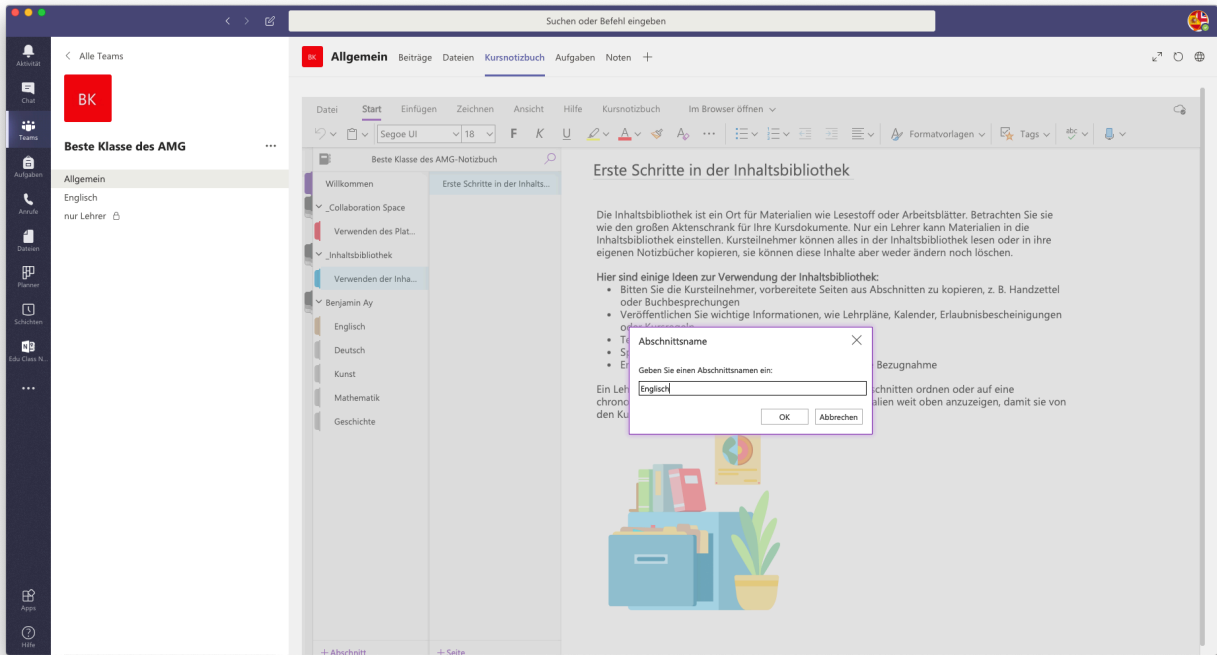 Suchen oder Befehl eingeben
Aktivität
Chat
Teams
Aufgaben
Anrufe
Dateien
Planner
Schichten
Edu Class N...
Apps
Hilfe
Alle Teams
BK
Beste Klasse des AMG
Allgemein
Englisch
nur Lehrer
BK Allgemein Beiträge Dateien Kursnotizbuch Aufgaben Noten
Datei Start Einfügen Zeichnen Ansicht Hilfe Kursnotizbuch Im Browser öffnen
Segoe UI 18 F K U A Formatvorlagen Tags abc
Beste Klasse des AMG-Notizbuch
Willkommen
_Collaboration Space
Verwenden des Plat...
_Inhaltsbibliothek
Verwenden der Inha...
Benjamin Ay
Englisch
Deutsch
Kunst
Mathematik
Geschichte
+ Abschnitt
Erste Schritte in der Inhalts...
+ Seite
Erste Schritte in der Inhaltsbibliothek
Die Inhaltsbibliothek ist ein Ort für Materialien wie Lesestoff oder Arbeitsblätter. Betrachten Sie sie
wie den großen Aktenschrank für Ihre Kursdokumente. Nur ein Lehrer kann Materialien in die
Inhaltsbibliothek einstellen. Kursteilnehmer können alles in der Inhaltsbibliothek lesen oder in ihre
eigenen Notizbücher kopieren, sie können diese Inhalte aber weder ändern noch löschen.
Hier sind einige Ideen zur Verwendung der Inhaltsbibliothek:
• Bitten Sie die Kursteilnehmer, vorbereitete Seiten aus Abschnitten zu kopieren, z. B. Handzettel
oder Buchbesprechungen
• Veröffentlichen Sie wichtige Informationen, wie Lehrpläne, Kalender, Erlaubnisbescheinigungen
Bezugnahme
Ein Leh
schnitten ordnen oder auf eine
chrono
alien weit oben anzuzeigen, damit sie von
den Ku
Abschnittsname
Geben Sie einen Abschnittsnamen ein:
Englisch
OK Abbrechen